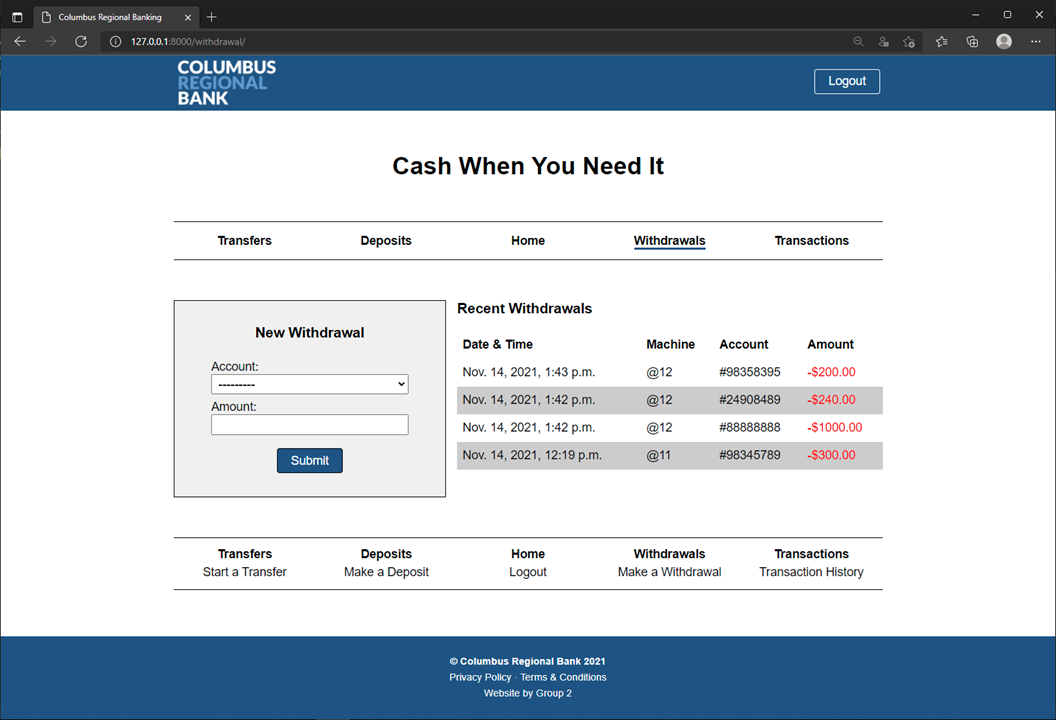 Columbus Regional Banking
127.0.0.1:8000/withdrawal/
COLUMBUS
REGIONAL
BANK
Logout
Cash When You Need It
Transfers Deposits Home Withdrawals Transactions
New Withdrawal
Account:
---------
Amount:
Submit
Recent Withdrawals
Date & Time Machine Account Amount
Nov. 14, 2021, 1:43 p.m. @12 #98358395 -$200.00
Nov. 14, 2021, 1:42 p.m. @12 #24908489 -$240.00
Nov. 14, 2021, 1:42 p.m. @12 #88888888 -$1000.00
Nov. 14, 2021, 12:19 p.m. @11 #98345789 -$300.00
Transfers Deposits Home Withdrawals Transactions
Start a Transfer Make a Deposit Logout Make a Withdrawal Transaction History
© Columbus Regional Bank 2021
Privacy Policy · Terms & Conditions
Website by Group 2